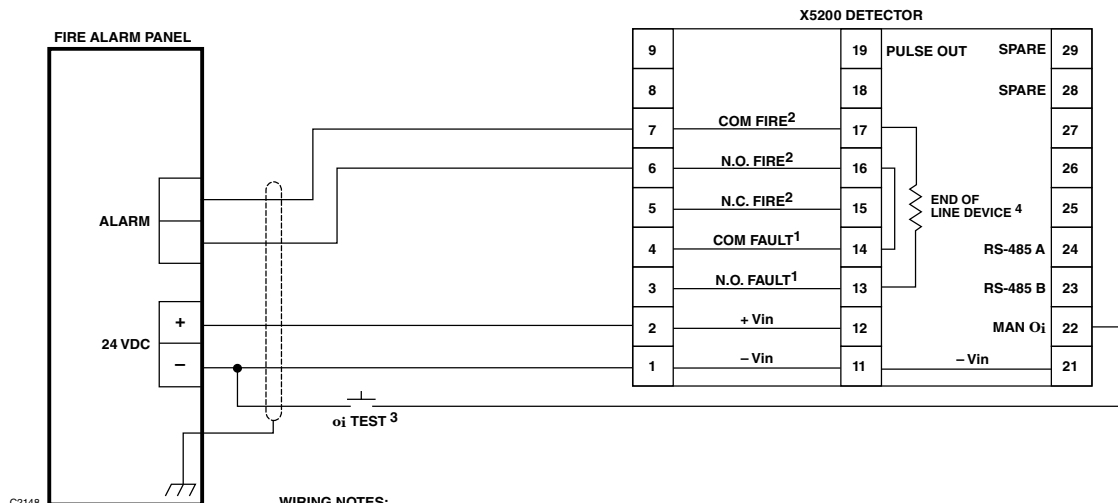 X5200 DETECTOR
FIRE ALARM PANEL
9 19 PULSE OUT SPARE 29
8 18 SPARE 28
7 COM FIRE2 17 27
6 N.O. FIRE2 16 26
ALARM
5 N.C. FIRE2 15 END OF 25
LINE DEVICE 4
4 COM FAULT1 14 RS-485 A 24
3 N.O. FAULT1 13 RS-485 B 23
+
24 VDC
2 + Vin 12 MAN Oi 22
–
1 – Vin 11 – Vin 21
oi TEST 3
WIRING NOTES:
C2148